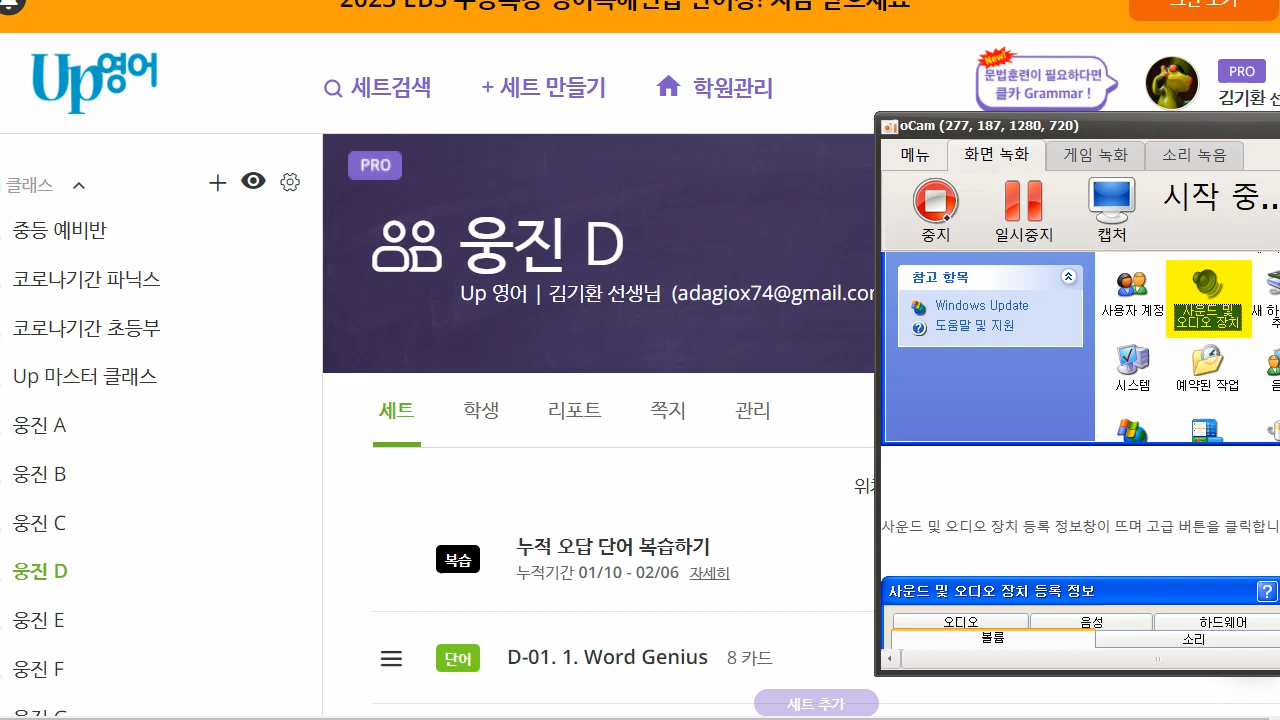 Up영어
세트검색
+ 세트 만들기
학원관리
New!
문법훈련이 필요하다면
클카 Grammar !
PRO
김기환 선
클래스
중등 예비반
코로나기간 파닉스
코로나기간 초등부
Up 마스터 클래스
웅진 A
웅진 B
웅진 C
웅진 D
웅진 E
웅진 F
PRO
웅진 D
Up 영어 | 김기환 선생님 (adagiox74@gmail.com
세트
학생
리포트
쪽지
관리
복습
누적 오답 단어 복습하기
누적기간 01/10 - 02/06 자세히
단어
D-01. 1. Word Genius 8 카드
세트 추가
oCam (277, 187, 1280, 720)
메뉴
화면 녹화
게임 녹화
소리 녹음
중지
일시중지
캡처
시작 중..
참고 항목
Windows Update
도움말 및 지원
사용자 계정
사운드 및
오디오 장치
새 하
시스템
예약된 작업
사운드 및 오디오 장치 등록 정보창이 뜨며 고급 버튼을 클릭합니
사운드 및 오디오 장치 등록 정보
?
오디오
음성
하드웨어
볼륨
소리